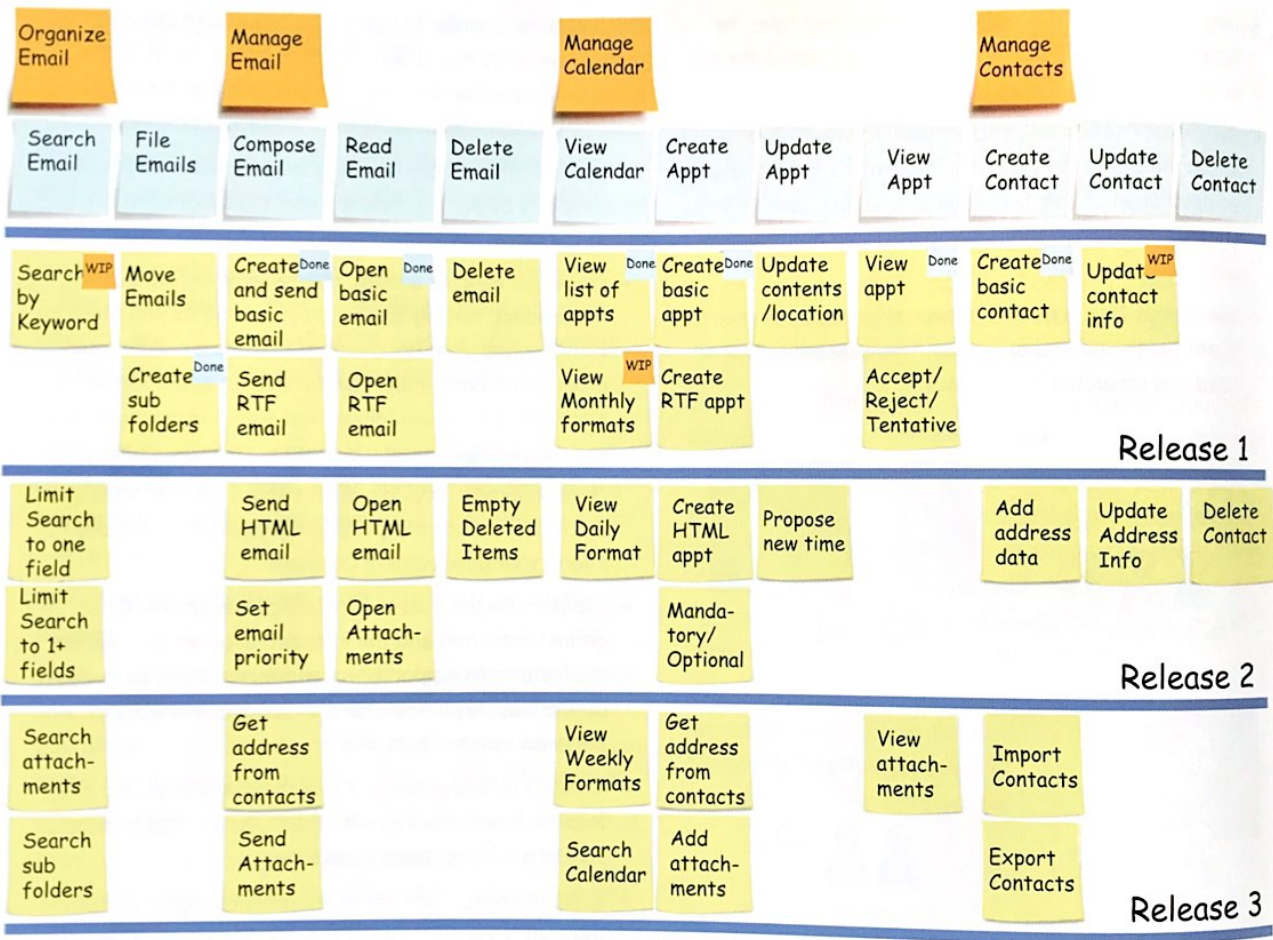 Organize
Email
Manage
Email
Manage
Calendar
Manage
Contacts
Search
Email
File
Emails
Compose
Email
Read
Email
Delete
Email
View
Calendar
Create
Appt
Update
Appt
View
Appt
Create
Contact
Update
Contact
Delete
Contact
Search
by
Keyword
WIP
Move
Emails
Create
and send
basic
email
Done
Open
basic
email
Done
Delete
email
View
list of
appts
Done
Create
basic
appt
Done
Update
contents
/location
View
appt
Done
Create
basic
contact
Done
Update
contact
info
WIP
Create
sub
folders
Done
Send
RTF
email
Open
RTF
email
View
Monthly
formats
WIP
Create
RTF appt
Accept/
Reject/
Tentative
Release 1
Limit
Search
to one
field
Send
HTML
email
Open
HTML
email
Empty
Deleted
Items
View
Daily
Format
Create
HTML
appt
Propose
new time
Add
address
data
Update
Address
Info
Delete
Contact
Limit
Search
to 1+
fields
Set
email
priority
Open
Attach-
ments
Manda-
tory/
Optional
Release 2
Search
attach-
ments
Get
address
from
contacts
View
Weekly
Formats
Get
address
from
contacts
View
attach-
ments
Import
Contacts
Search
sub
folders
Send
Attach-
ments
Search
Calendar
Add
attach-
ments
Export
Contacts
Release 3